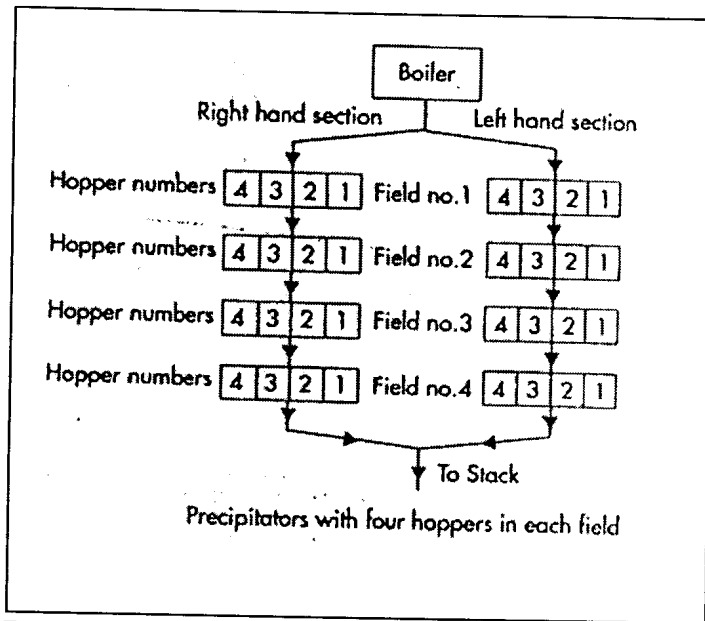 Boiler
Right hand section Left hand section
Hopper numbers 4 3 2 1 Field no.1 4 3 2 1
Hopper numbers 4 3 2 1 Field no.2 4 3 2 1
Hopper numbers 4 3 2 1 Field no.3 4 3 2 1
Hopper numbers 4 3 2 1 Field no.4 4 3 2 1
To Stack
Precipitators with four hoppers in each field